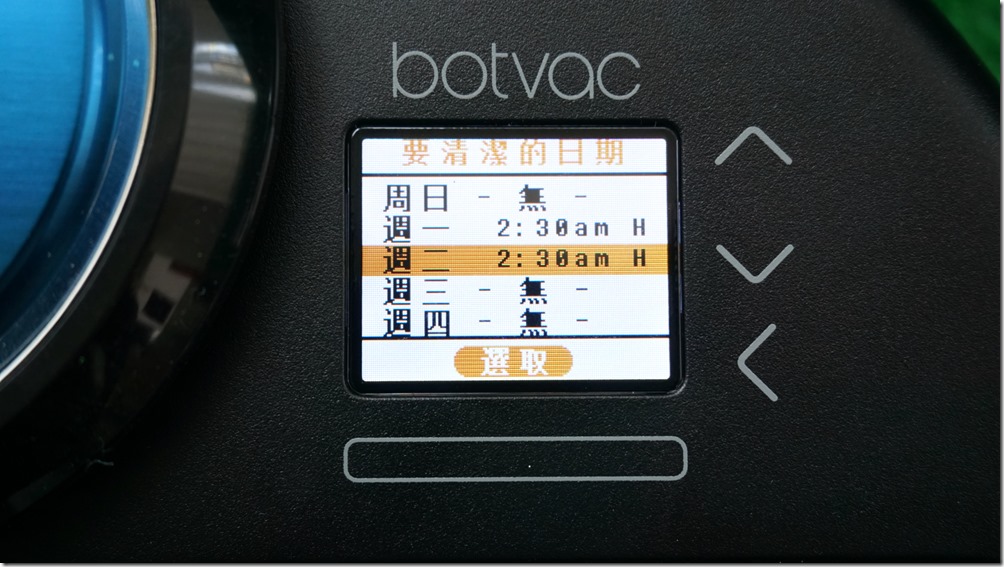 botvac
要清潔的日期
周日 - 無 -
週一 2:30am H
週二 2:30am H
週三 - 無 -
週四 - 無 -
選取